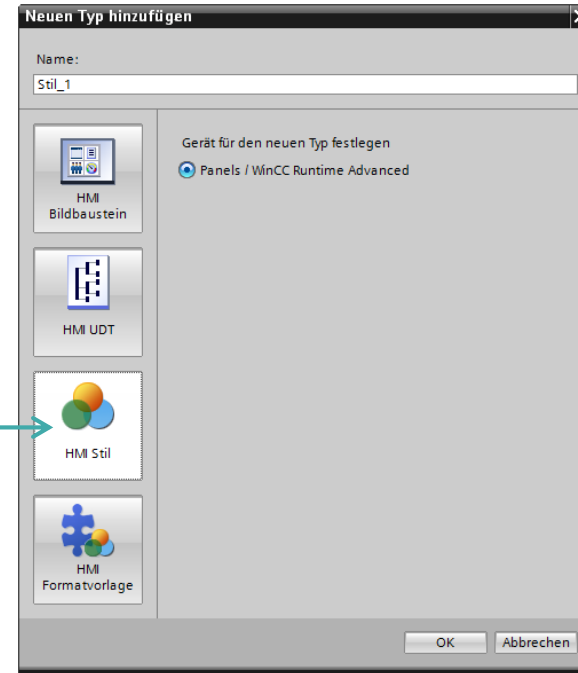 Neuen Typ hinzufügen
Name:
Stil_1
HMI
Bildbaustein
HMI UDT
HMI Stil
HMI
Formatvorlage
Gerät für den neuen Typ festlegen
Panels / WinCC Runtime Advanced
OK
Abbrechen